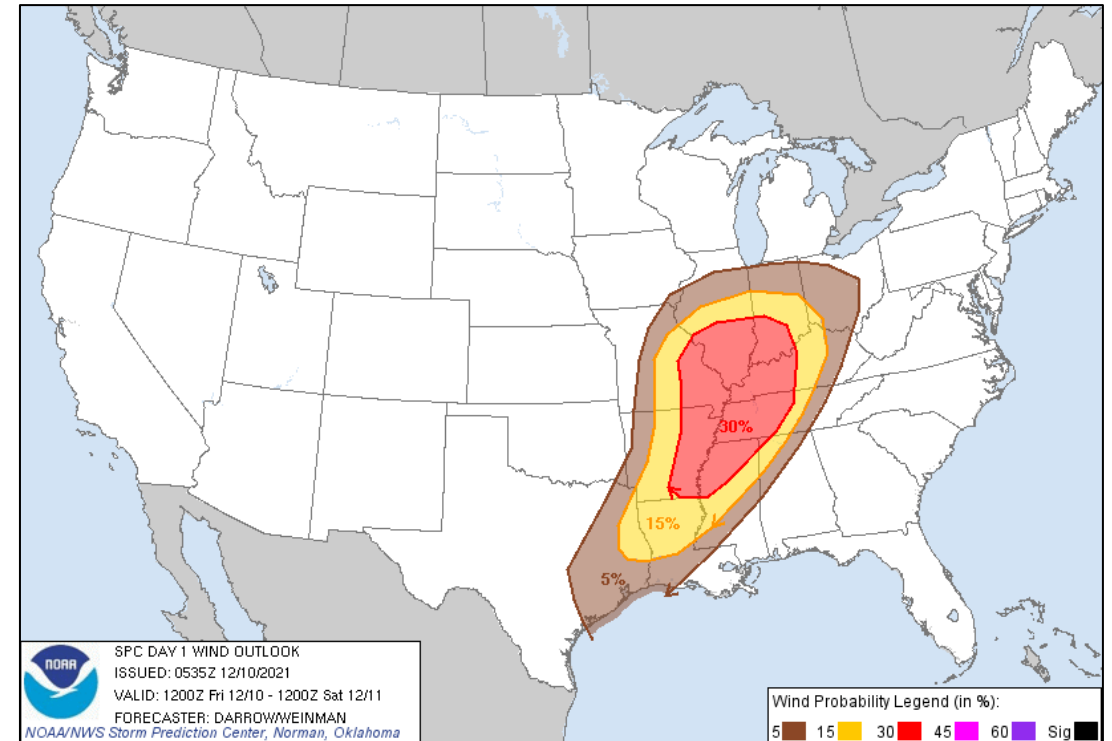 30%
15%
5%
NOAA
SPC DAY 1 WIND OUTLOOK
ISSUED: 0535Z 12/10/2021
VALID: 1200Z Fri 12/10 - 1200Z Sat 12/11
FORECASTER: DARROW/WEINMAN
NOAA/NWS Storm Prediction Center, Norman, Oklahoma
Wind Probability Legend (in %):
5 15 30 45 60 Sig